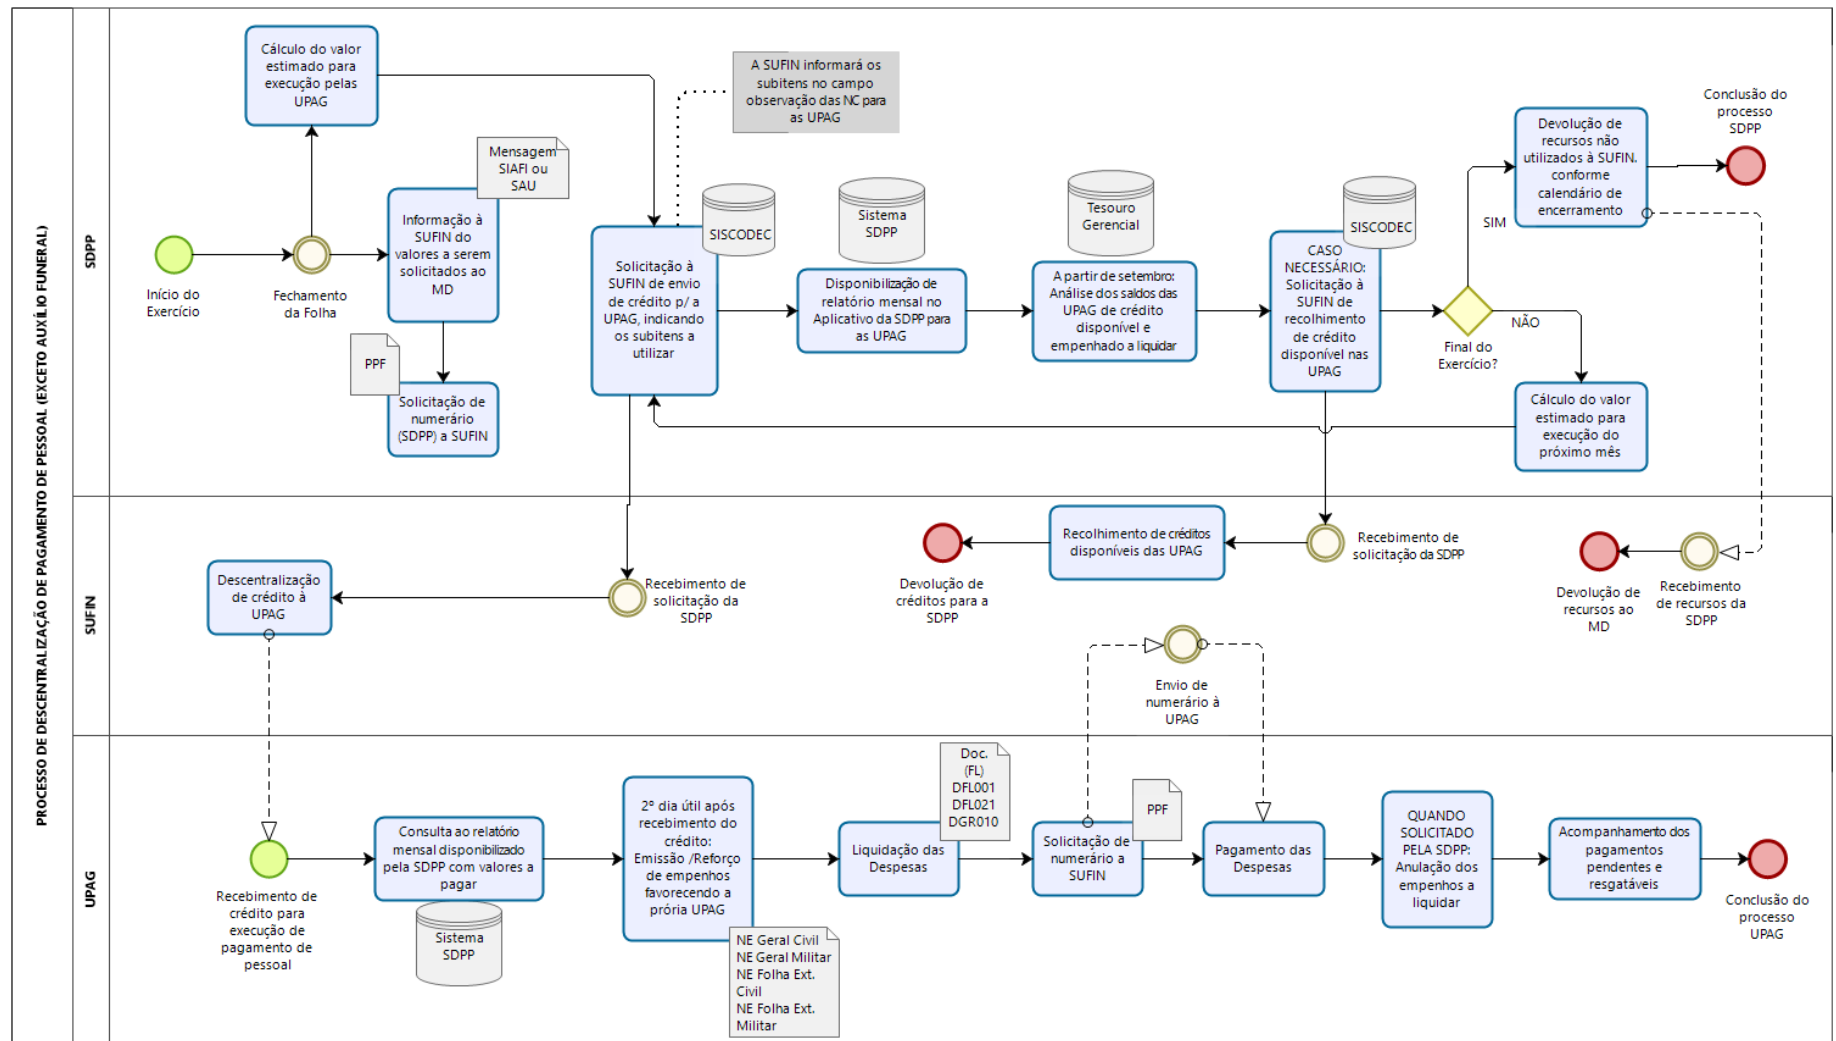 PROCESSO DE DESCENTRALIZAÇÃO DE PAGAMENTO DE PESSOAL (EXCETO AUXÍLIO FUNERAL)
SDPP
Início do
Exercício
Fechamento
da Folha
Cálculo do valor
estimado para
execução pelas
UPAG
Mensagem
SIAFI ou
SAU
Informação à
SUFIN do
valores a serem
solicitados ao
MD
PPF
Solicitação de
numerário
(SDPP) a SUFIN
A SUFIN informará os
subitens no campo
observação das NC para
as UPAG
SISCODEC
Solicitação à
SUFIN de envio
de crédito p/ a
UPAG, indicando
os subitens a
utilizar
Sistema
SDPP
Disponibilização de
relatório mensal no
Aplicativo da SDPP para
as UPAG
Tesouro
Gerencial
A partir de setembro:
Análise dos saldos das
UPAG de crédito
disponível e
empenhado a liquidar
SISCODEC
CASO
NECESSÁRIO:
Solicitação à
SUFIN de
recolhimento
de crédito
disponível nas
UPAG
Final do
Exercício?
SIM
NÃO
Devolução de
recursos não
utilizados à SUFIN.
conforme
calendário de
encerramento
Conclusão do
processo
SDPP
Cálculo do valor
estimado para
execução do
próximo mês
SUFIN
Descentralização
de crédito à
UPAG
Recebimento de
solicitação da
SDPP
Devolução de
créditos para a
SDPP
Recolhimento de créditos
disponíveis das UPAG
Recebimento de
solicitação da SDPP
Devolução de
recursos ao
MD
Recebimento
de recursos da
SDPP
Envio de
numerário à
UPAG
UPAG
Recebimento de
crédito para
execução de
pagamento de
pessoal
Consulta ao relatório
mensal disponibilizado
pela SDPP com valores a
pagar
Sistema
SDPP
2º dia útil após
recebimento do
crédito:
Emissão /Reforço
de empenhos
favorecendo a
prória UPAG
NE Geral Civil
NE Geral Militar
NE Folha Ext.
Civil
NE Folha Ext.
Militar
Liquidação das
Despesas
Doc.
(FL)
DFL001
DFL021
DGR010
Solicitação de
numerário a
SUFIN
PPF
Pagamento das
Despesas
QUANDO
SOLICITADO
PELA SDPP:
Anulação dos
empenhos a
liquidar
Acompanhamento dos
pagamentos
pendentes e
resgatáveis
Conclusão do
processo
UPAG